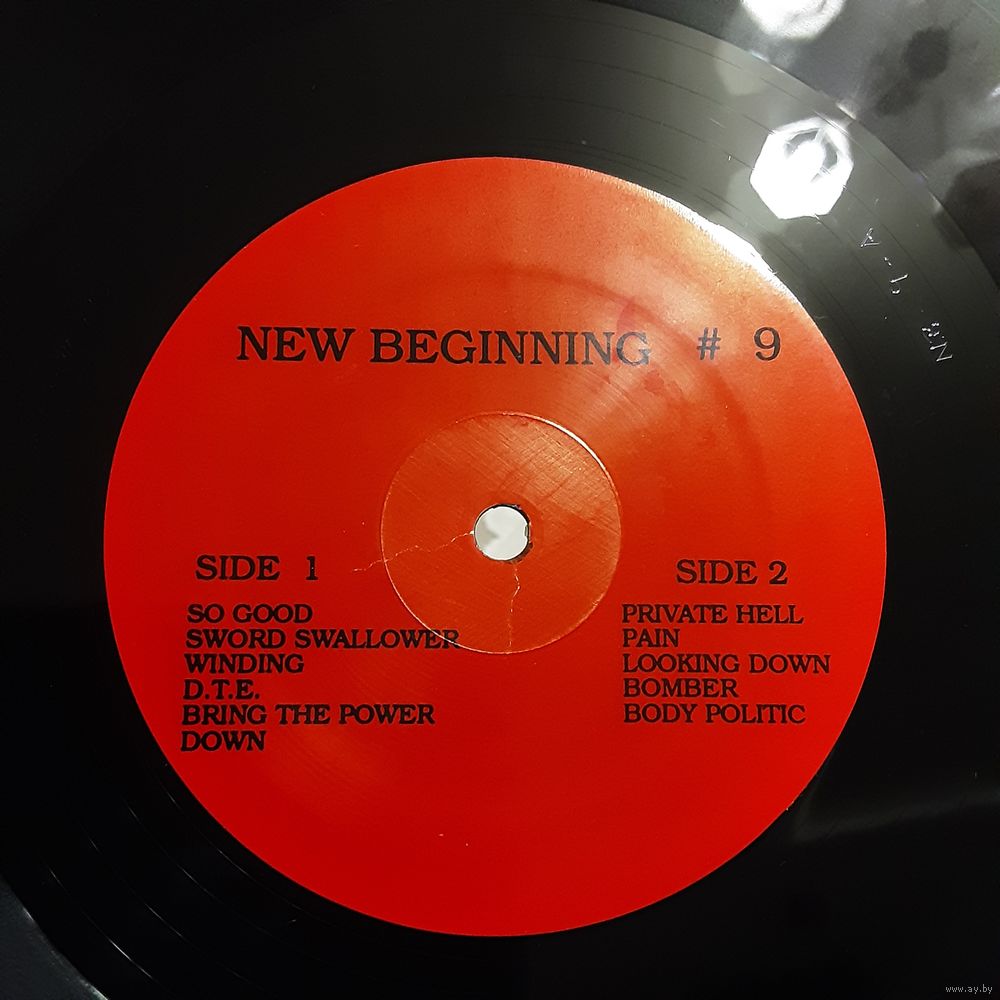 NEW BEGINNING # 9
SIDE 1
SO GOOD
SWORD SWALLOWER
WINDING
D.T.E.
BRING THE POWER
DOWN
SIDE 2
PRIVATE HELL
PAIN
LOOKING DOWN
BOMBER
BODY POLITIC
www.ay.by